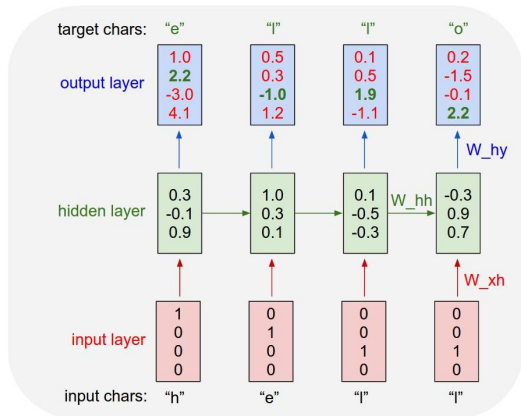 target chars: “e” “l” “l” “o”
1.0 0.5 0.1 0.2
2.2 0.3 0.5 -1.5
output layer
-3.0 -1.0 1.9 -0.1
4.1 1.2 -1.1 2.2
W_hy
0.3 1.0 0.1 -0.3
W_hh
hidden layer -0.1 0.3 -0.5 0.9
0.9 0.1 -0.3 0.7
W_xh
1 0 0 0
0 1 0 0
input layer
0 0 1 1
0 0 0 0
input chars: “h” “e” “l” “l”